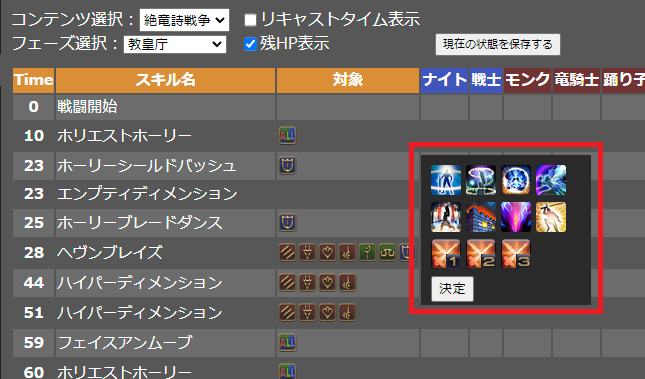 コンテンツ選択：絶竜詩戦争 リキャストタイム表示
フェーズ選択：教皇庁 残HP表示 現在の状態を保存する
Time スキル名 対象 ナイト 戦士 モンク 竜騎士 踊り子
0 戦闘開始
10 ホリエストホーリー ALL
23 ホーリーシールドバッシュ
23 エンプティディメンション
25 ホーリーブレードダンス
28 ヘヴンブレイズ
44 ハイパーディメンション
51 ハイパーディメンション
59 フェイスアンムーブ ALL
60 ホリエストホーリー ALL
1 2 3
決定